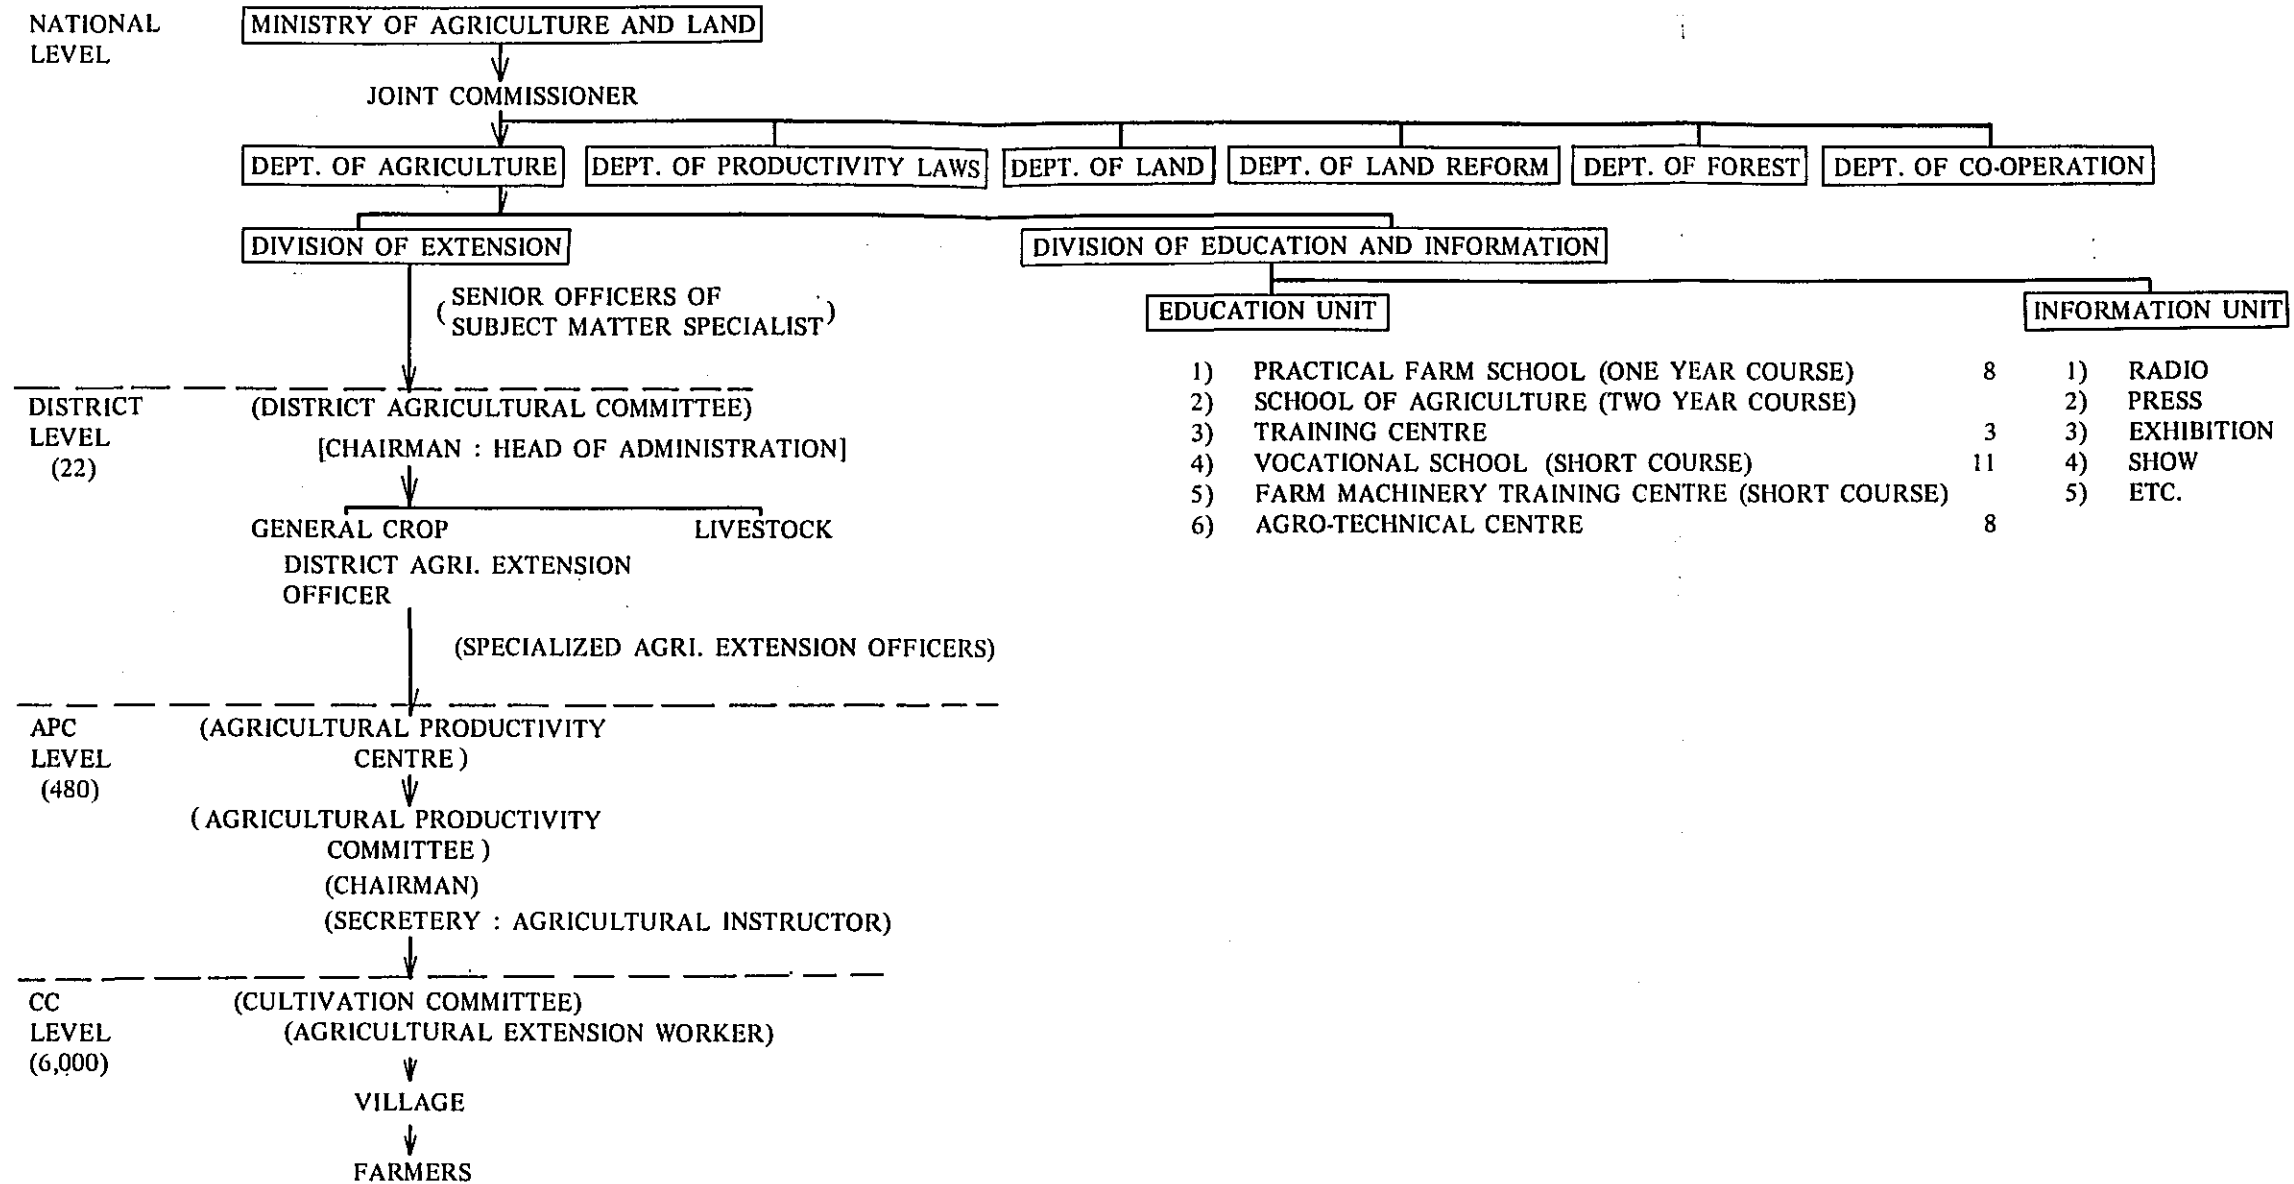 NATIONAL
LEVEL
MINISTRY OF AGRICULTURE AND LAND
JOINT COMMISSIONER
DEPT. OF AGRICULTURE
DEPT. OF PRODUCTIVITY LAWS
DEPT. OF LAND
DEPT. OF LAND REFORM
DEPT. OF FOREST
DEPT. OF CO-OPERATION
DIVISION OF EXTENSION
DIVISION OF EDUCATION AND INFORMATION
(SENIOR OFFICERS OF
SUBJECT MATTER SPECIALIST)
EDUCATION UNIT
1) PRACTICAL FARM SCHOOL (ONE YEAR COURSE) 8
2) SCHOOL OF AGRICULTURE (TWO YEAR COURSE)
3) TRAINING CENTRE 3
4) VOCATIONAL SCHOOL (SHORT COURSE) 11
5) FARM MACHINERY TRAINING CENTRE (SHORT COURSE)
6) AGRO-TECHNICAL CENTRE 8
INFORMATION UNIT
1) RADIO
2) PRESS
3) EXHIBITION
4) SHOW
5) ETC.
DISTRICT
LEVEL
(22)
(DISTRICT AGRICULTURAL COMMITTEE)
[CHAIRMAN : HEAD OF ADMINISTRATION]
GENERAL CROP
LIVESTOCK
DISTRICT AGRI. EXTENSION
OFFICER
(SPECIALIZED AGRI. EXTENSION OFFICERS)
APC
LEVEL
(480)
(AGRICULTURAL PRODUCTIVITY
CENTRE)
(AGRICULTURAL PRODUCTIVITY
COMMITTEE)
(CHAIRMAN)
(SECRETERY : AGRICULTURAL INSTRUCTOR)
CC
LEVEL
(6,000)
(CULTIVATION COMMITTEE)
(AGRICULTURAL EXTENSION WORKER)
VILLAGE
FARMERS